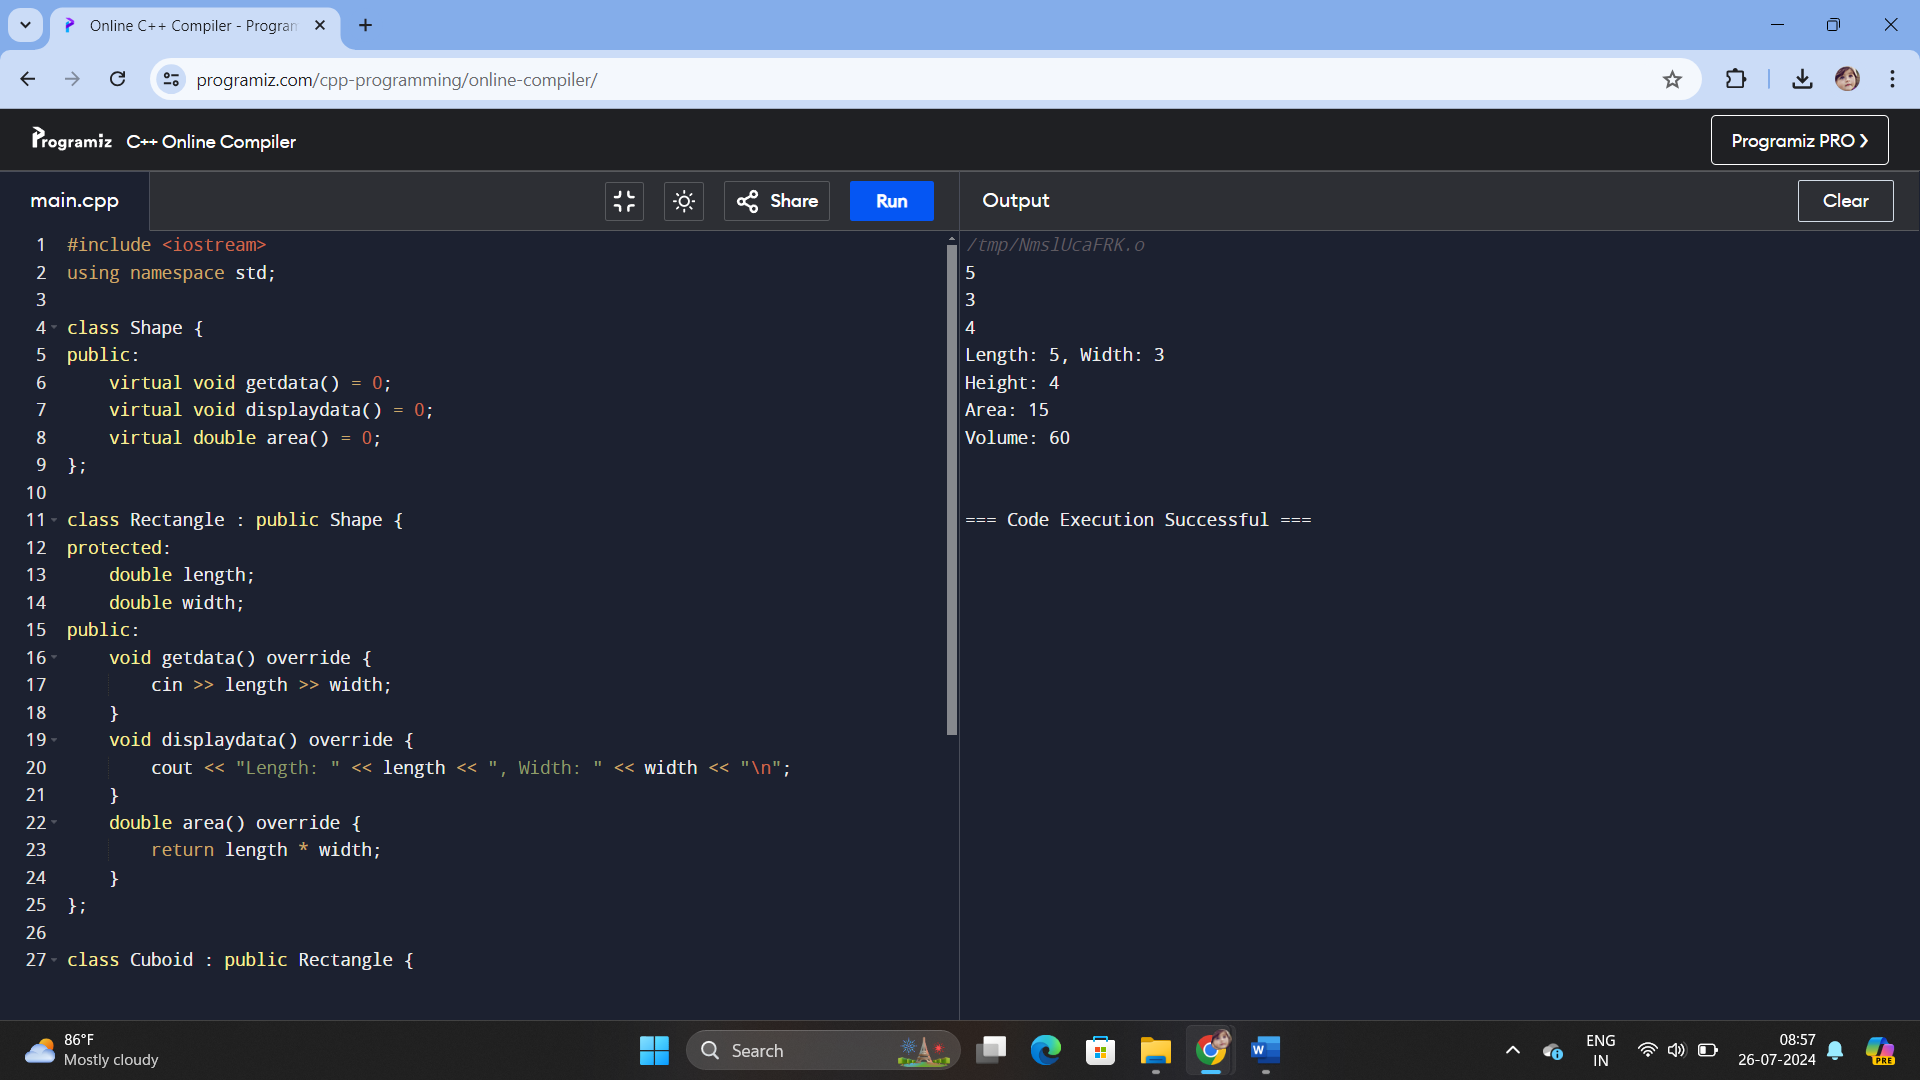 Online C++ Compiler - Program
programiz.com/cpp-programming/online-compiler/
Programiz C++ Online Compiler
Programiz PRO
main.cpp
Share
Run
Output
Clear
1 #include <iostream>
2 using namespace std;
3
4 class Shape {
5 public:
6     virtual void getdata() = 0;
7     virtual void displaydata() = 0;
8     virtual double area() = 0;
9 };
10
11 class Rectangle : public Shape {
12 protected:
13     double length;
14     double width;
15 public:
16     void getdata() override {
17         cin >> length >> width;
18     }
19     void displaydata() override {
20         cout << "Length: " << length << ", Width: " << width << "\n";
21     }
22     double area() override {
23         return length * width;
24     }
25 };
26
27 class Cuboid : public Rectangle {
/tmp/NmslUcaFRK.o
5
3
4
Length: 5, Width: 3
Height: 4
Area: 15
Volume: 60
=== Code Execution Successful ===
86°F
Mostly cloudy
Search
W
ENG
IN
08:57
26-07-2024
PRE